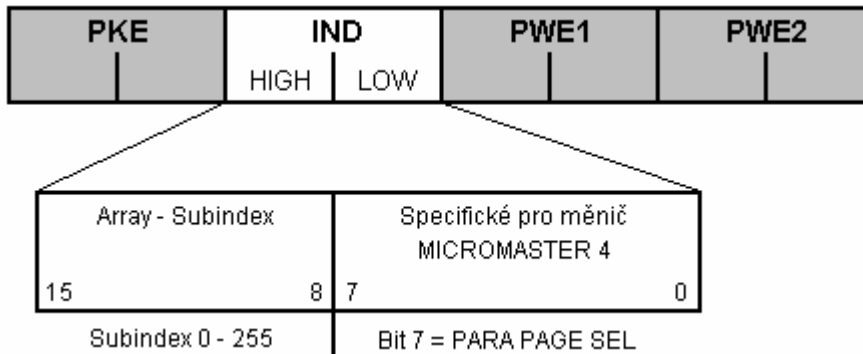 PKE IND PWE1 PWE2
HIGH LOW
Array - Subindex Specifické pro měnič
MICROMASTER 4
15 8 7 0
Subindex 0 - 255 Bit 7 = PARA PAGE SEL